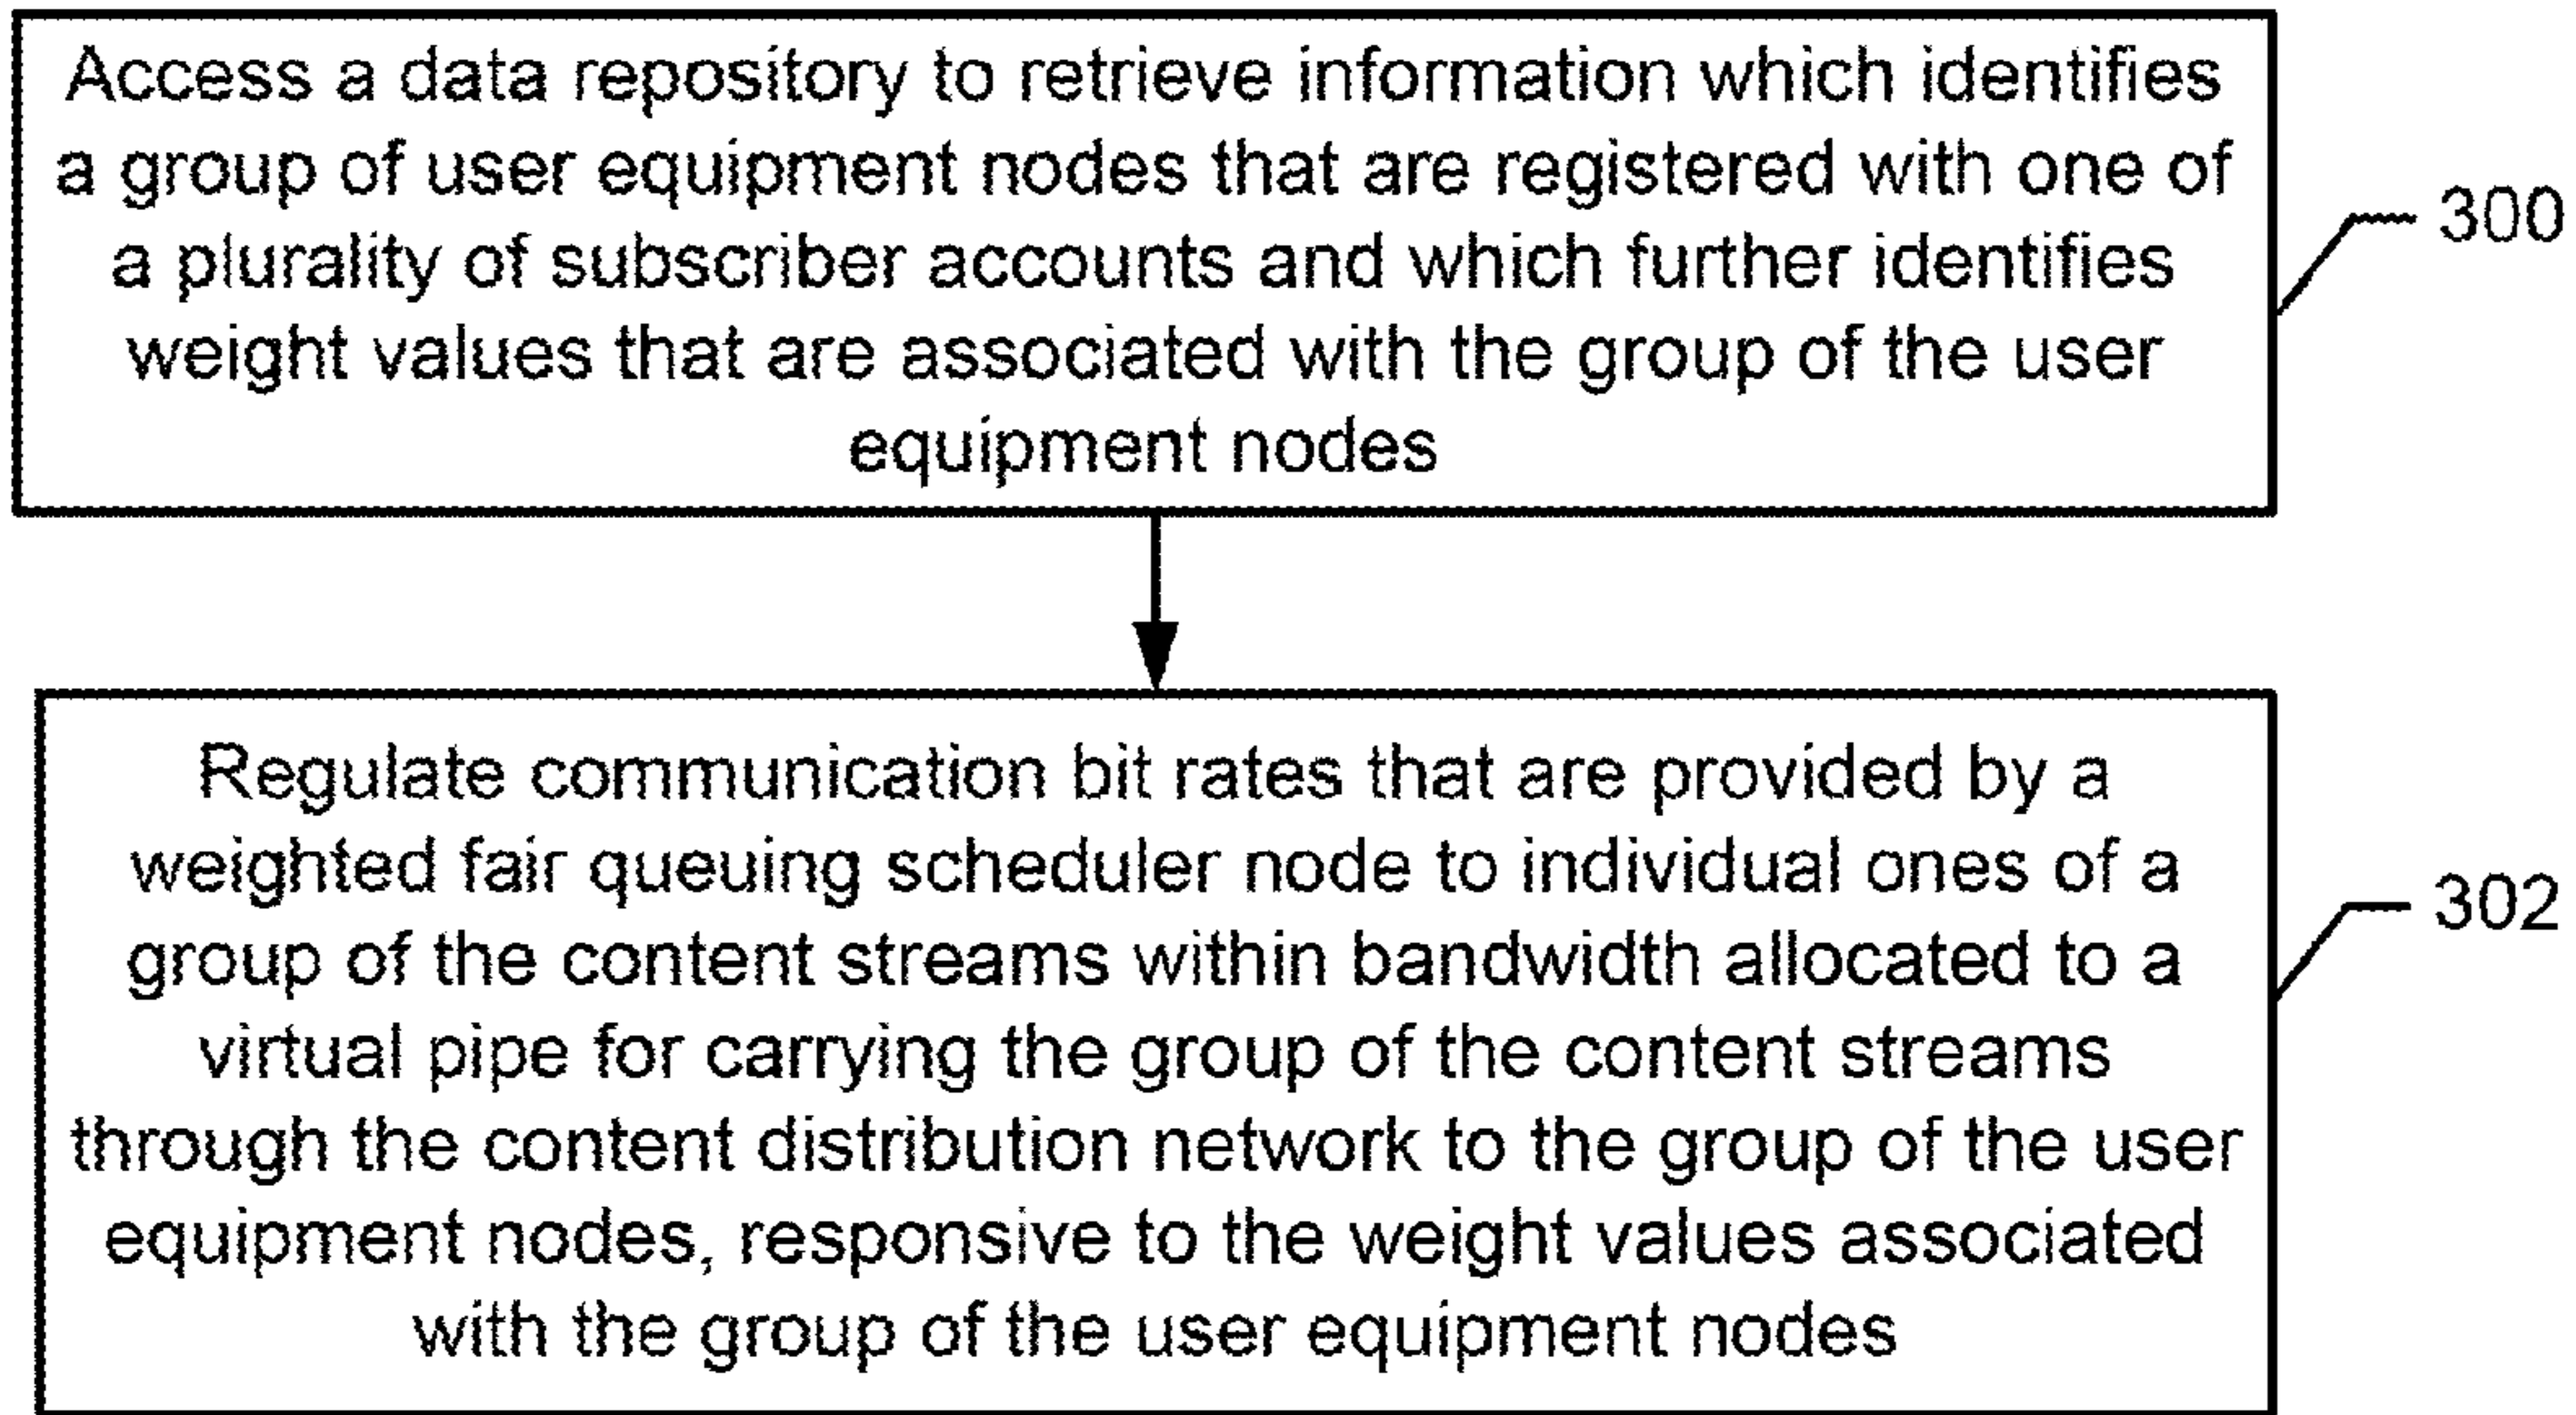 Access a data repository to retrieve information which identifies
a group of user equipment nodes that are registered with one of
a plurality of subscriber accounts and which further identifies
weight values that are associated with the group of the user
equipment nodes
300
Regulate communication bit rates that are provided by a
weighted fair queuing scheduler node to individual ones of a
group of the content streams within bandwidth allocated to a
virtual pipe for carrying the group of the content streams
through the content distribution network to the group of the user
equipment nodes, responsive to the weight values associated
with the group of the user equipment nodes
302